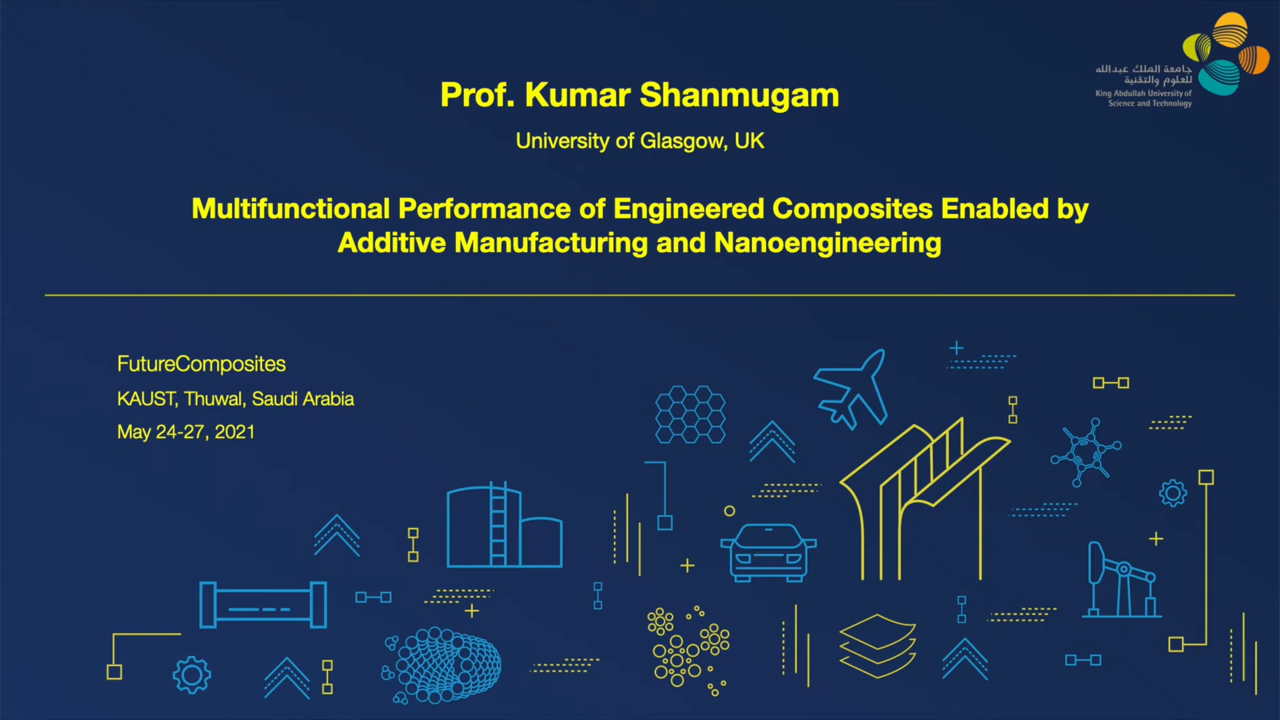 جامعة الملك عبدالله
للعلوم والتقنية
King Abdullah University of
Science and Technology
Prof. Kumar Shanmugam
University of Glasgow, UK
Multifunctional Performance of Engineered Composites Enabled by
Additive Manufacturing and Nanoengineering
FutureComposites
KAUST, Thuwal, Saudi Arabia
May 24-27, 2021